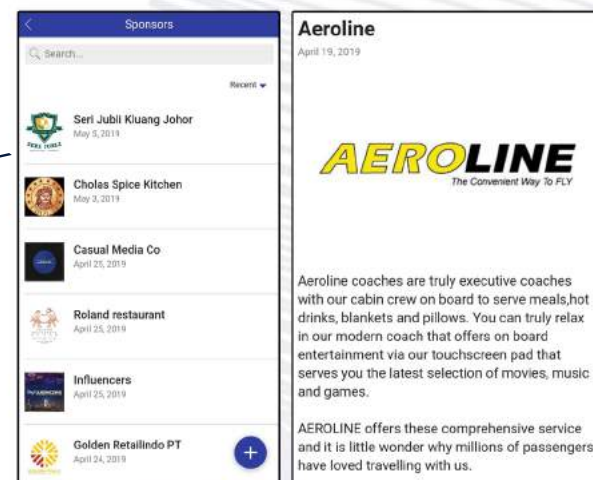 Sponsors
Search...
Recent
Seri Jubli Kluang Johor
May 5, 2019
Cholas Spice Kitchen
May 3, 2019
Casual Media Co
April 25, 2019
Roland restaurant
April 25, 2019
Influencers
April 25, 2019
Golden Retailindo PT
April 24, 2019
Aeroline
April 19, 2019
AEROLINE
The Convenient Way To FLY
Aeroline coaches are truly executive coaches
with our cabin crew on board to serve meals,hot
drinks, blankets and pillows. You can truly relax
in our modern coach that offers on board
entertainment via our touchscreen pad that
serves you the latest selection of movies, music
and games.
AEROLINE offers these comprehensive service
and it is little wonder why millions of passengers
have loved travelling with us.